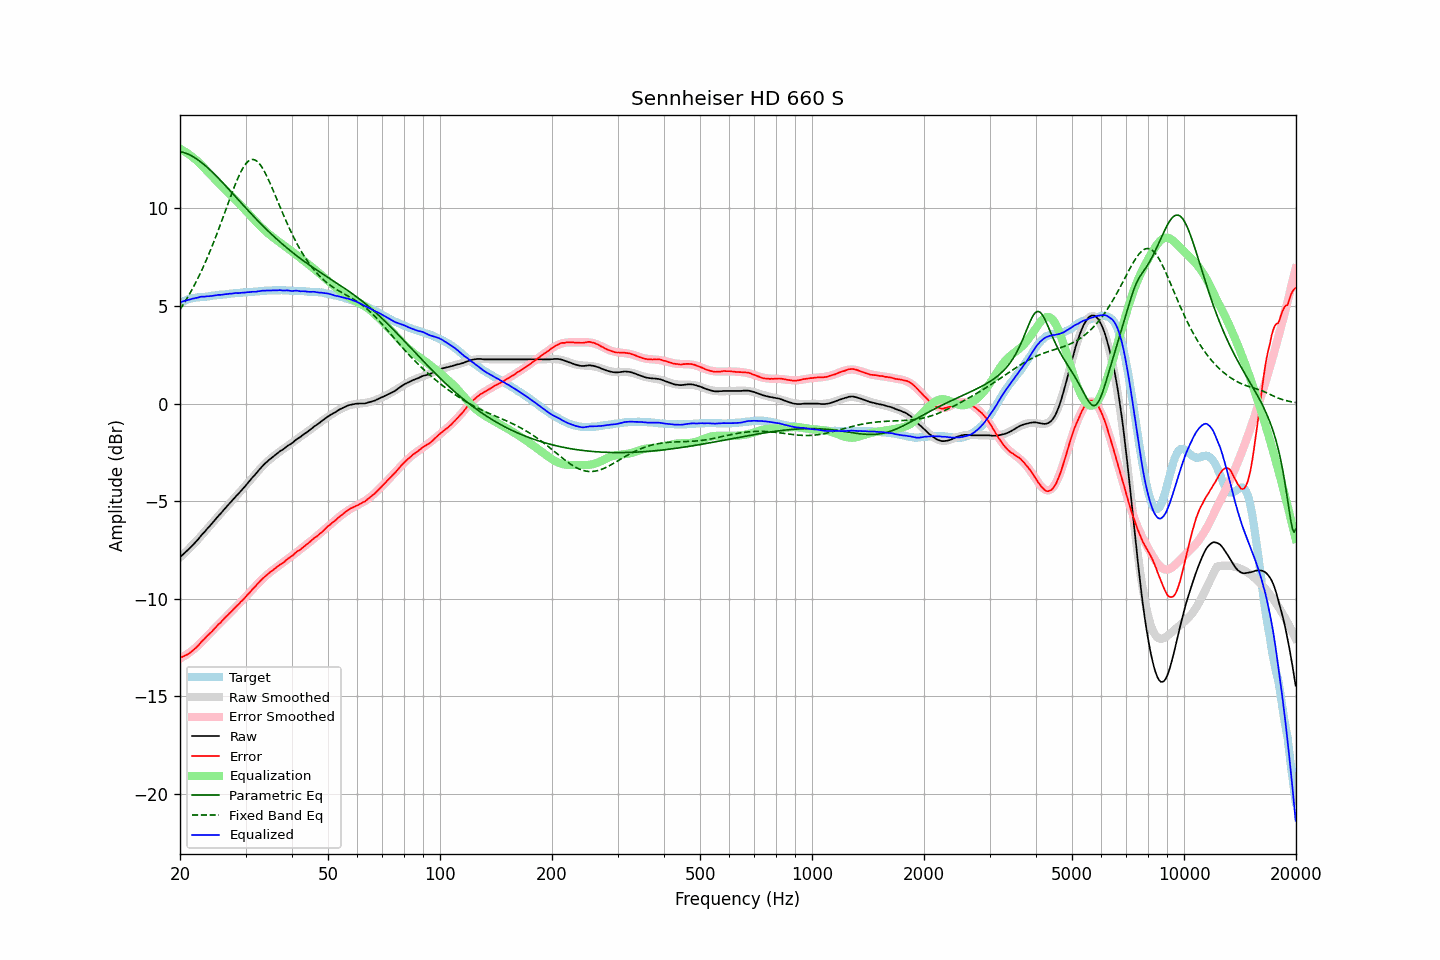 Sennheiser HD 660 S
Amplitude (dBr)
10
5
0
−5
−10
−15
−20
Target
Raw Smoothed
Error Smoothed
Raw
Error
Equalization
Parametric Eq
Fixed Band Eq
Equalized
20 50 100 200 500 1000 2000 5000 10000 20000
Frequency (Hz)